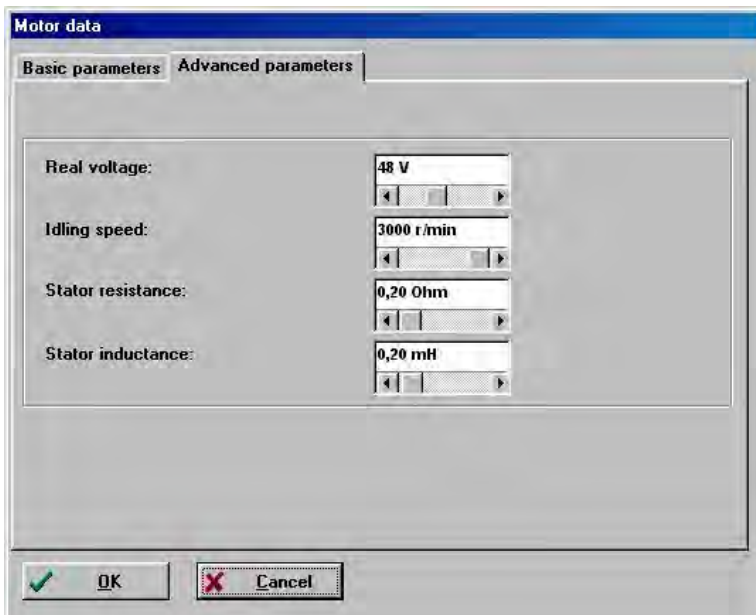 Motor data
Basic parameters Advanced parameters
Real voltage: 48 V
Idling speed: 3000 r/min
Stator resistance: 0,20 Ohm
Stator inductance: 0,20 mH
OK Cancel